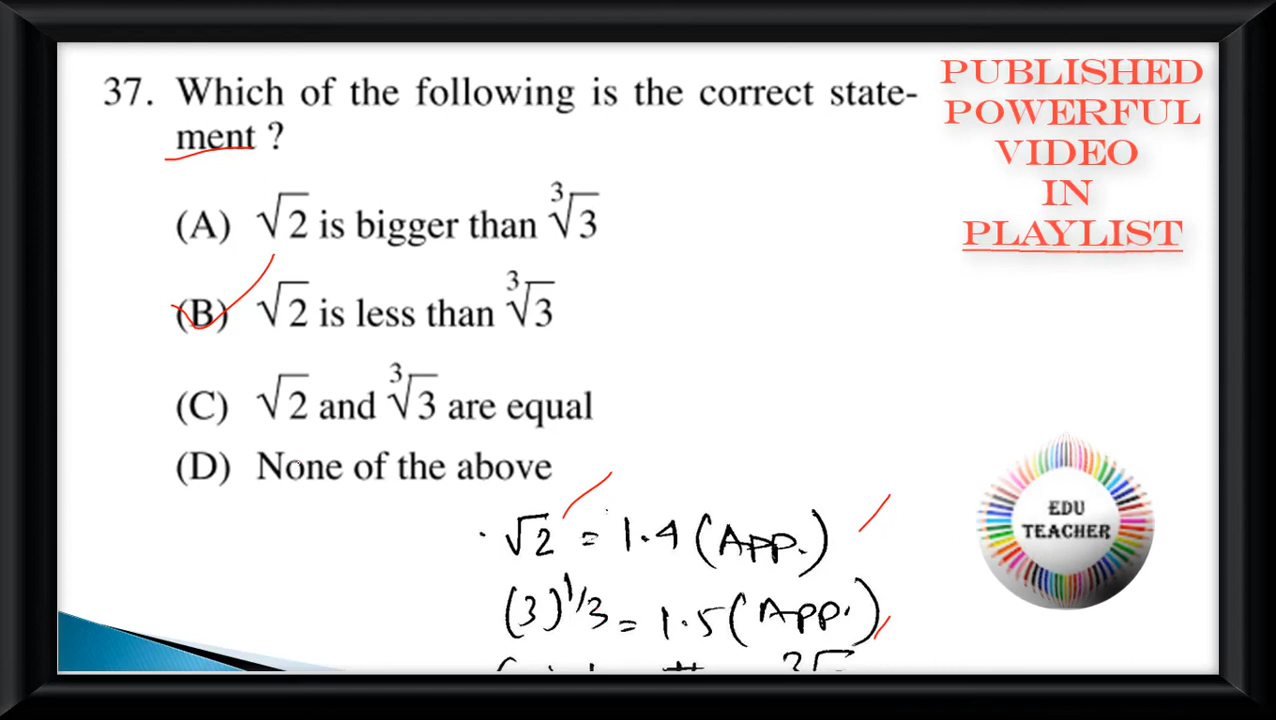 37. Which of the following is the correct state-
ment ?
(A) √2 is bigger than ∛3
(B) √2 is less than ∛3
(C) √2 and ∛3 are equal
(D) None of the above
√2 = 1.4 (App.)
(3)^1/3 = 1.5 (App.)
PUBLISHED
POWERFUL
VIDEO
IN
PLAYLIST
EDU
TEACHER